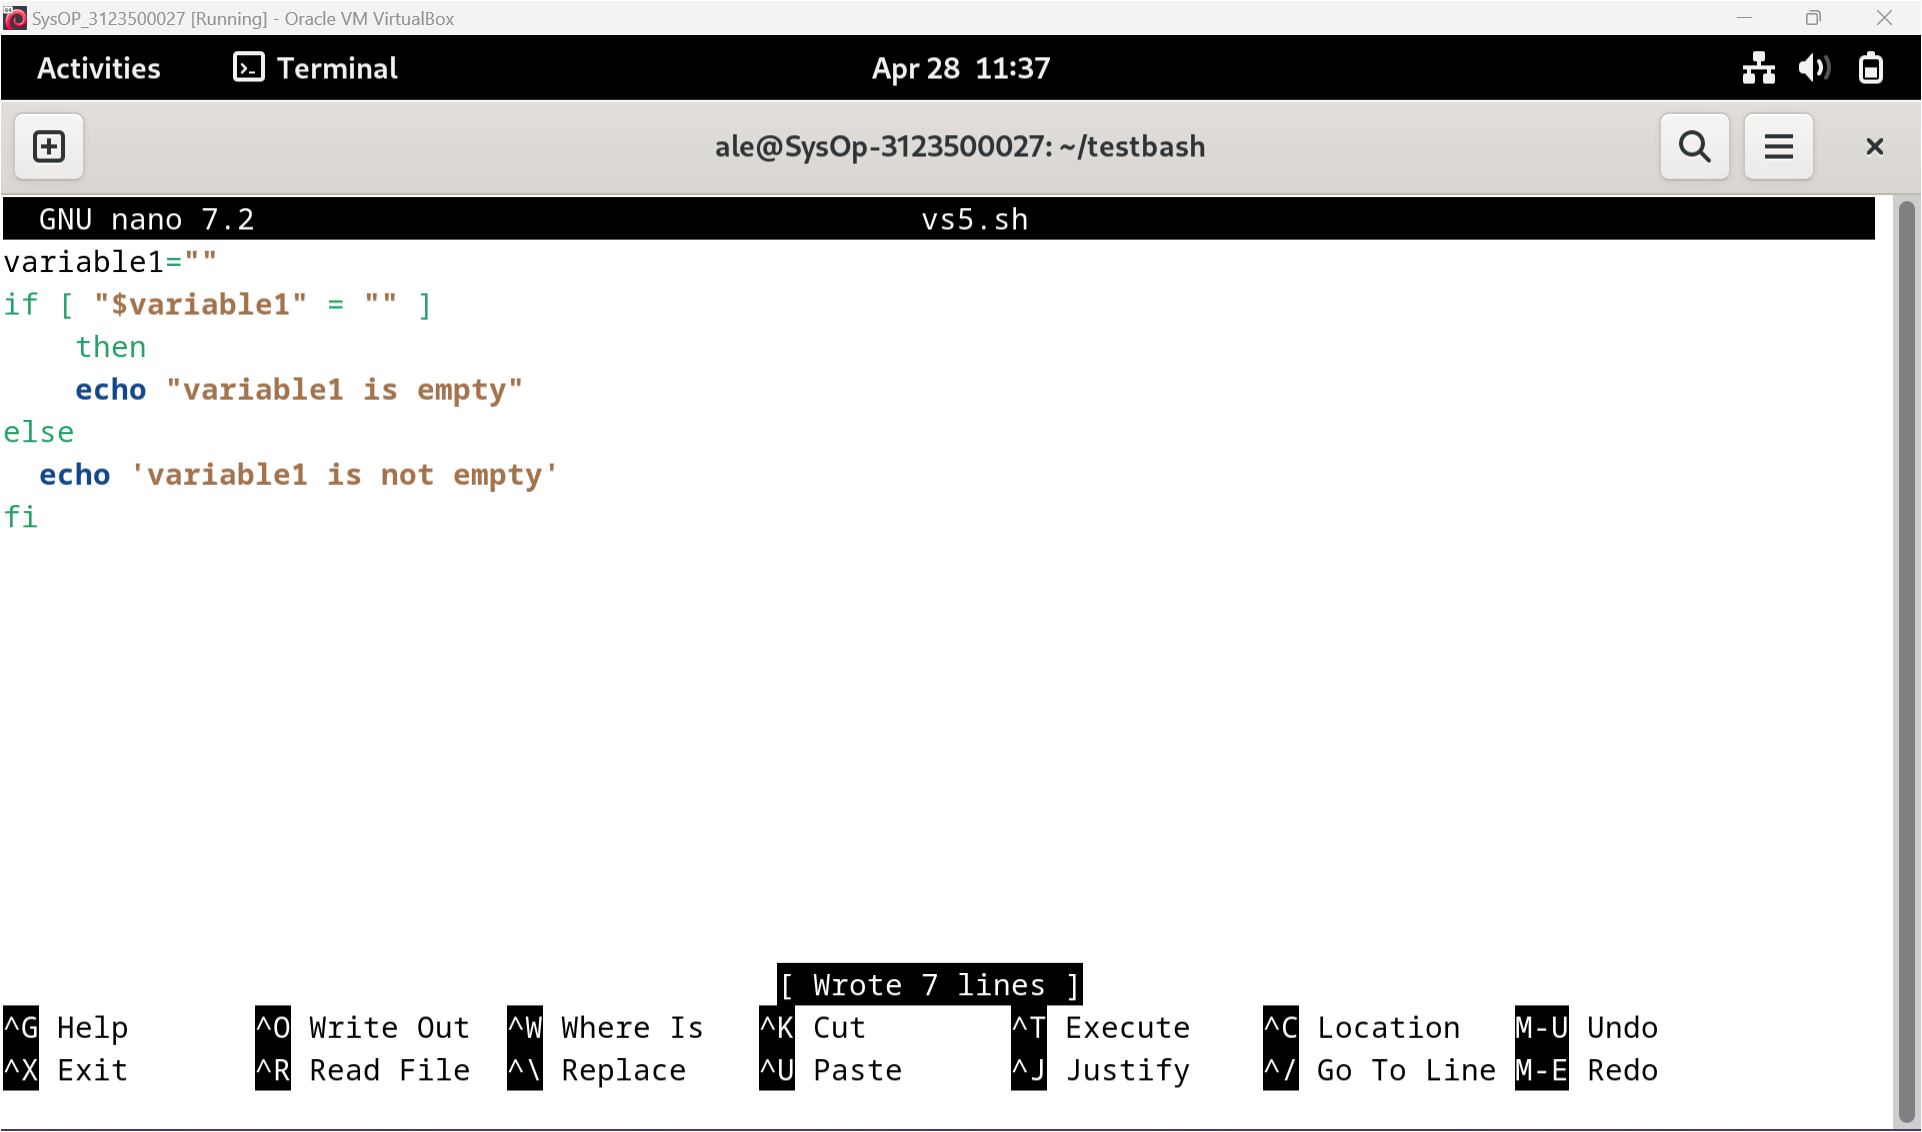 SysOP_3123500027 [Running] - Oracle VM VirtualBox
Activities Terminal Apr 28 11:37
ale@SysOp-3123500027: ~/testbash
GNU nano 7.2 vs5.sh
variable1=""
if [ "$variable1" = "" ]
    then
    echo "variable1 is empty"
else
  echo 'variable1 is not empty'
fi
[ Wrote 7 lines ]
^G Help ^O Write Out ^W Where Is ^K Cut ^T Execute ^C Location M-U Undo
^X Exit ^R Read File ^\ Replace ^U Paste ^J Justify ^/ Go To Line M-E Redo